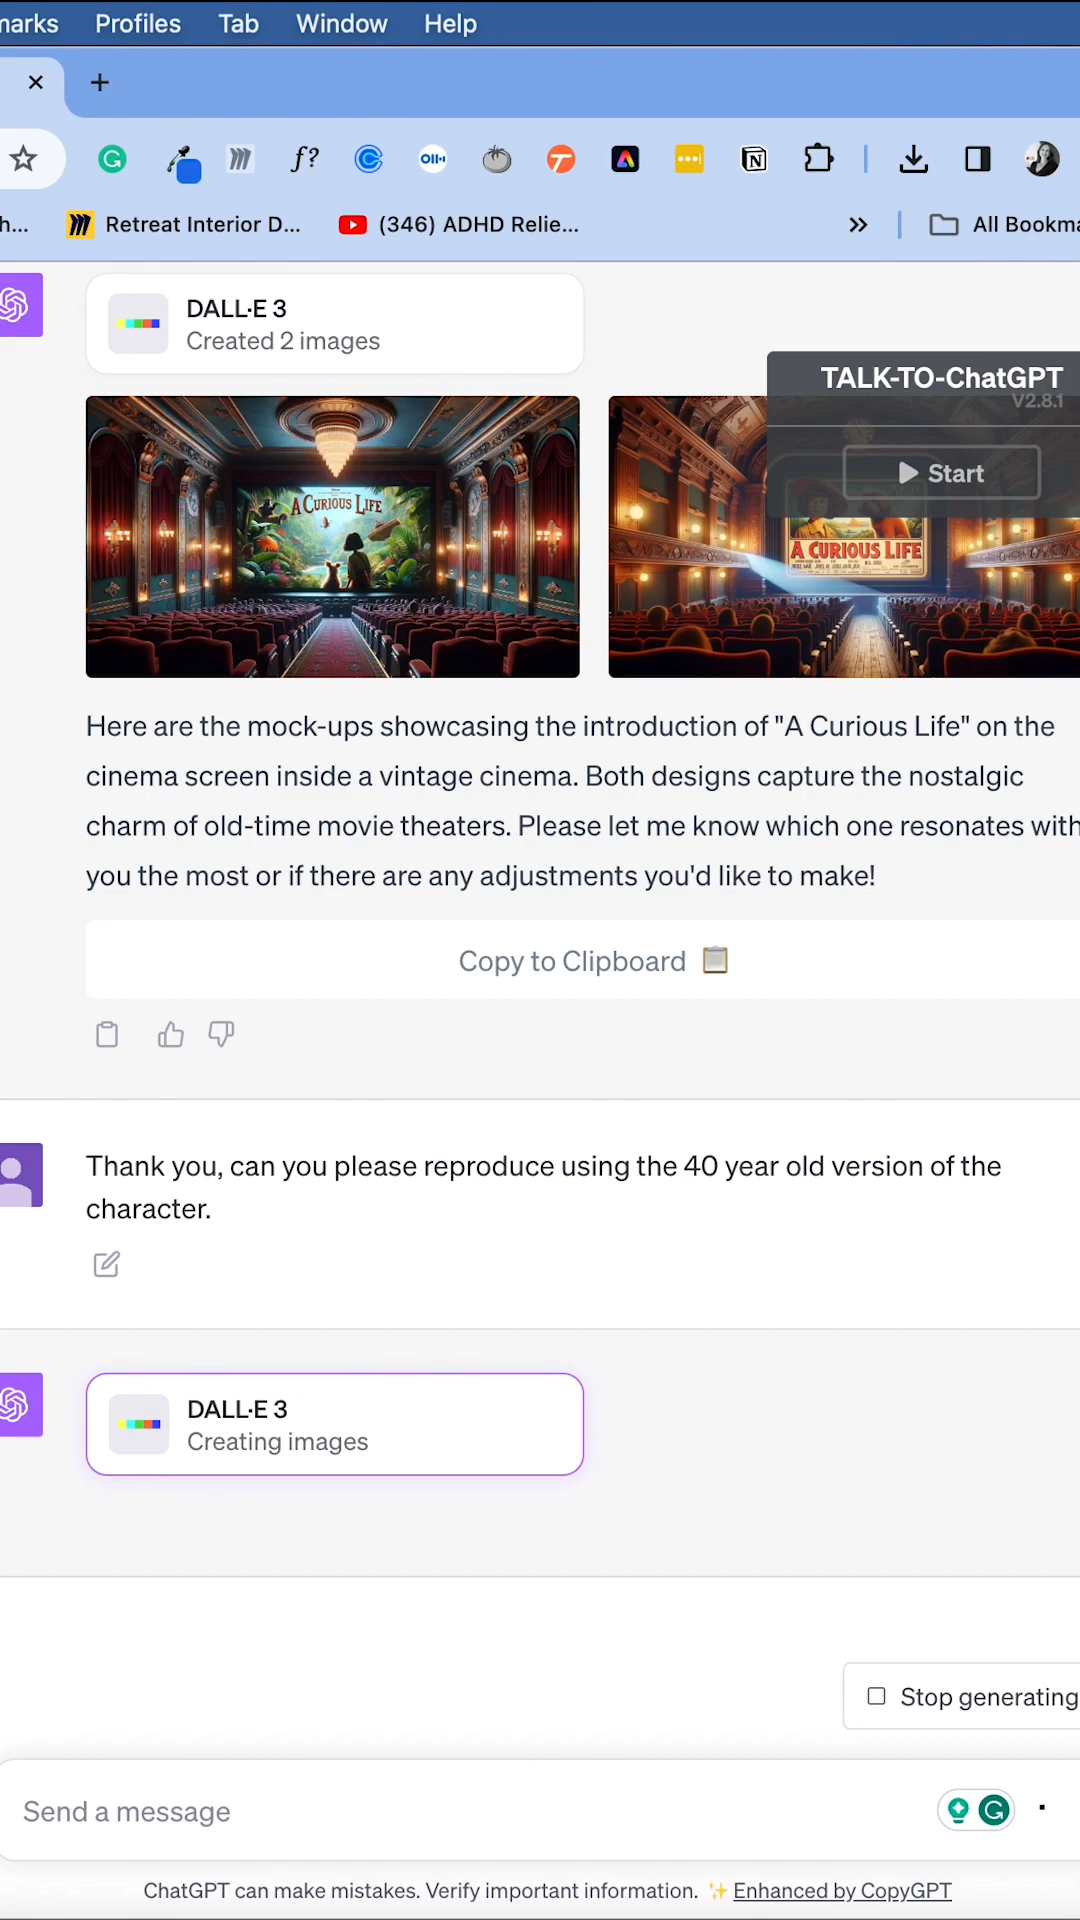 Profiles Tab Window Help
Retreat Interior D... (346) ADHD Relie... All Bookma
DALL·E 3
Created 2 images
TALK-TO-ChatGPT
V2.8.1
Start
A CURIOUS LIFE
A CURIOUS LIFE
Here are the mock-ups showcasing the introduction of "A Curious Life" on the
cinema screen inside a vintage cinema. Both designs capture the nostalgic
charm of old-time movie theaters. Please let me know which one resonates with
you the most or if there are any adjustments you'd like to make!
Copy to Clipboard
Thank you, can you please reproduce using the 40 year old version of the
character.
DALL·E 3
Creating images
Stop generating
Send a message
ChatGPT can make mistakes. Verify important information. ✨ Enhanced by CopyGPT